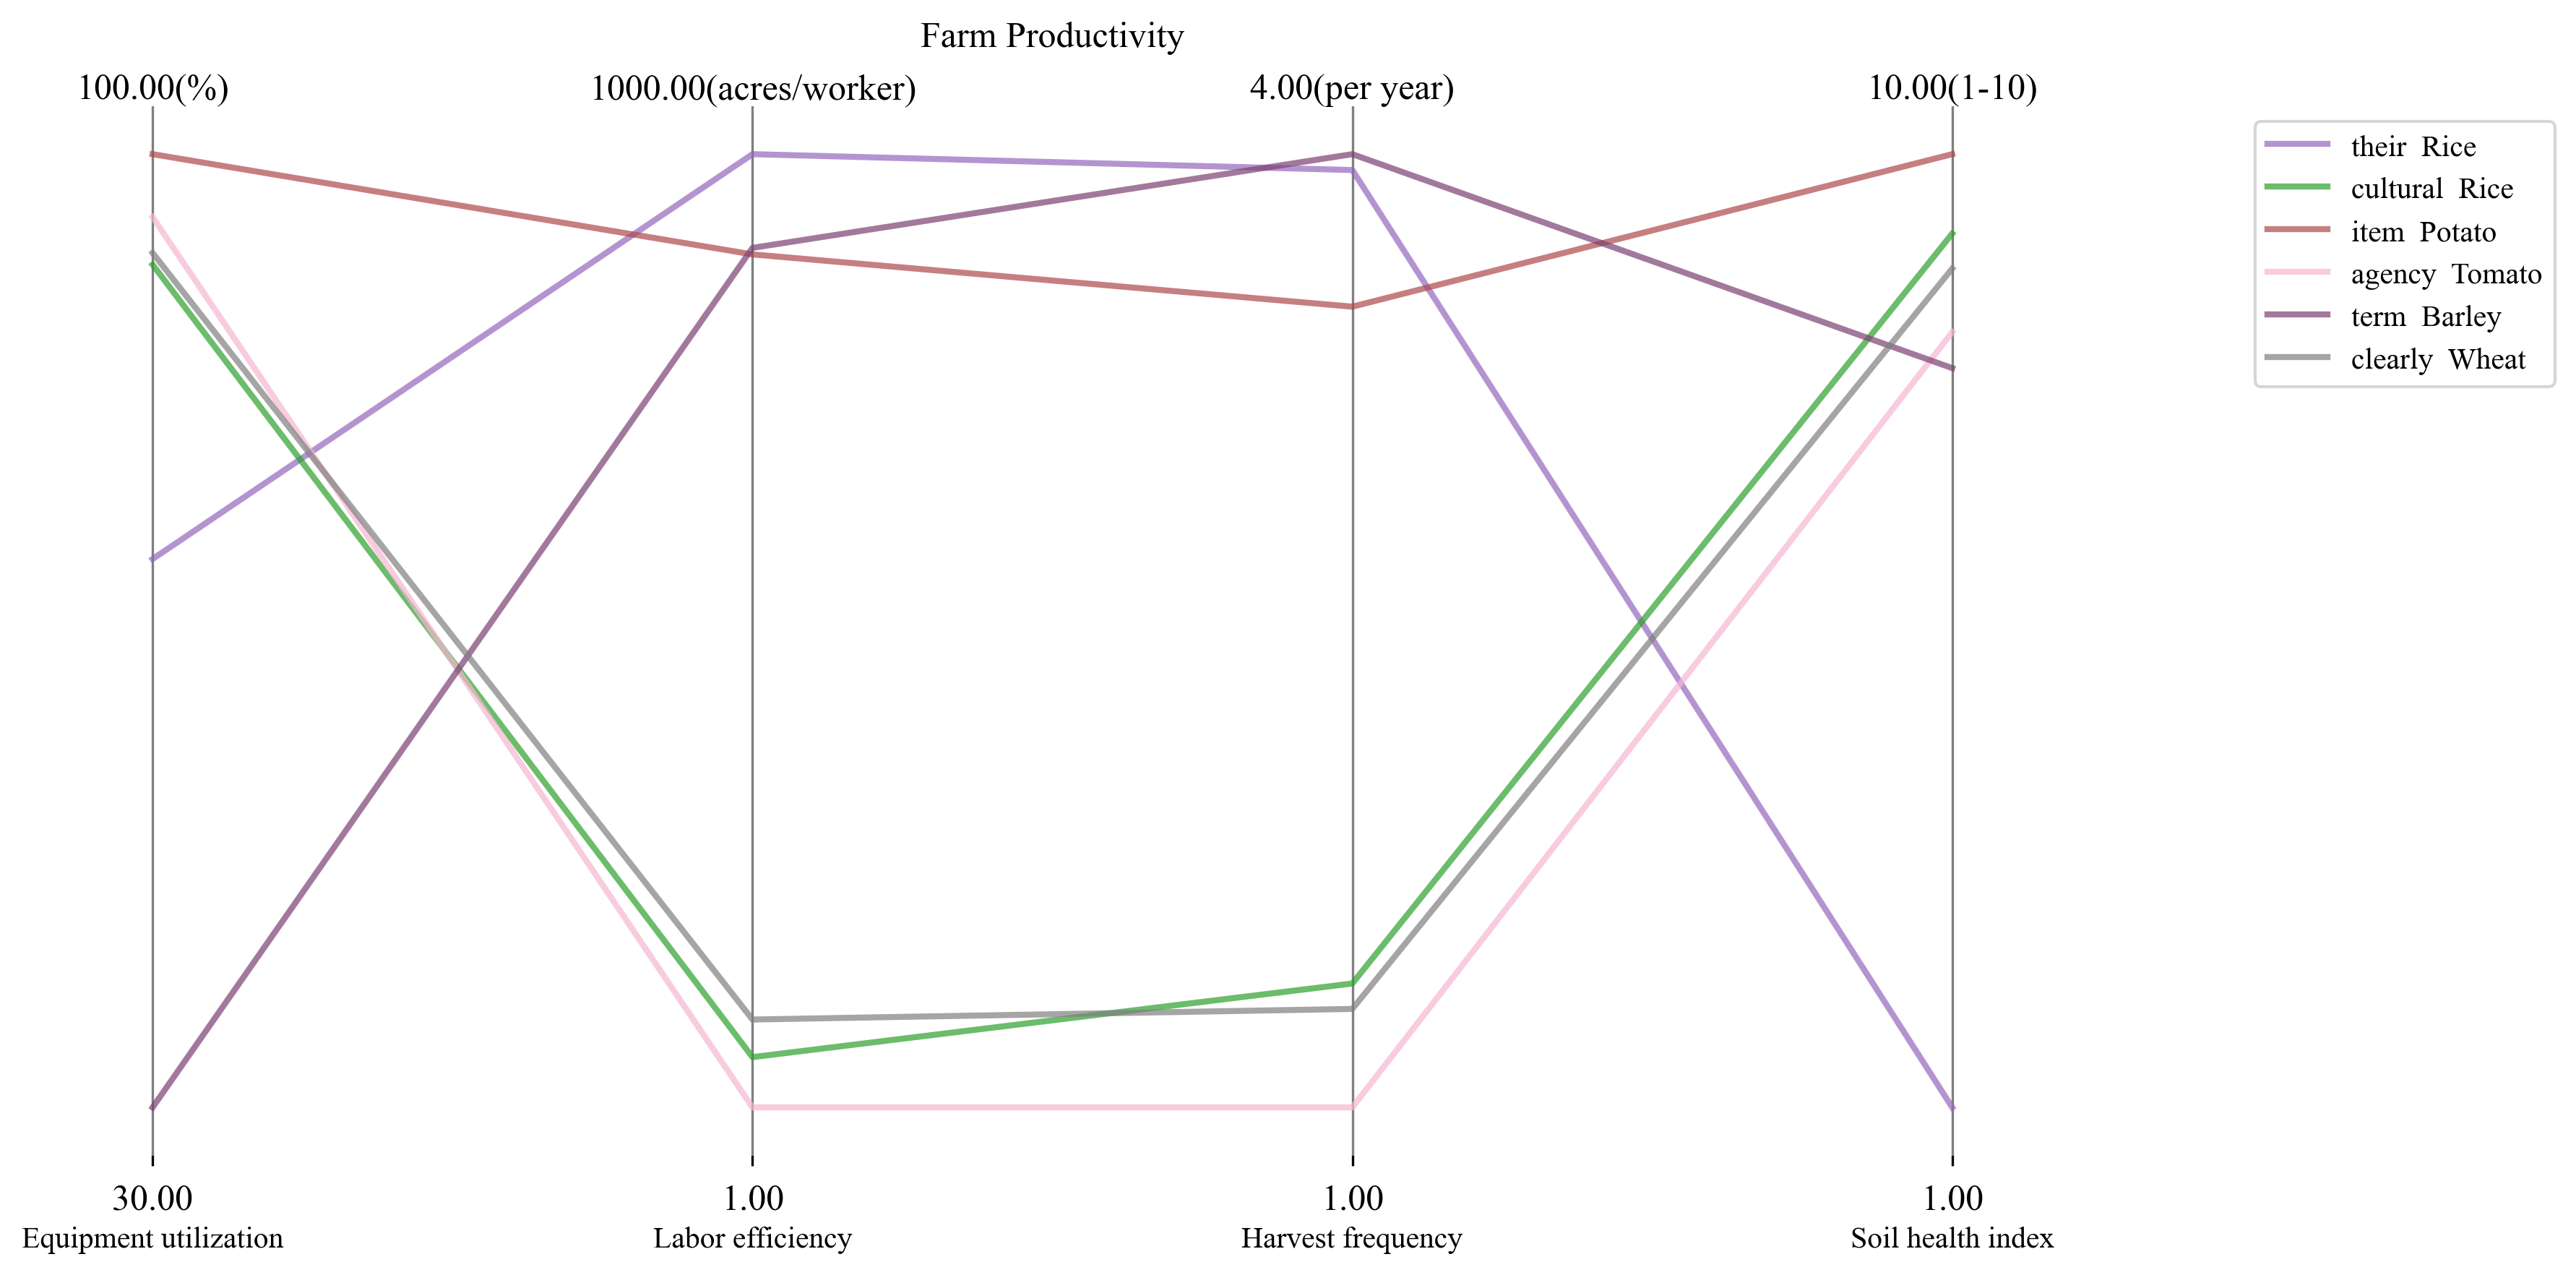 Farm Productivity
100.00(%)
1000.00(acres/worker)
4.00(per year)
10.00(1-10)
their  Rice
cultural  Rice
item  Potato
agency  Tomato
term  Barley
clearly  Wheat
30.00
1.00
1.00
1.00
Equipment utilization
Labor efficiency
Harvest frequency
Soil health index